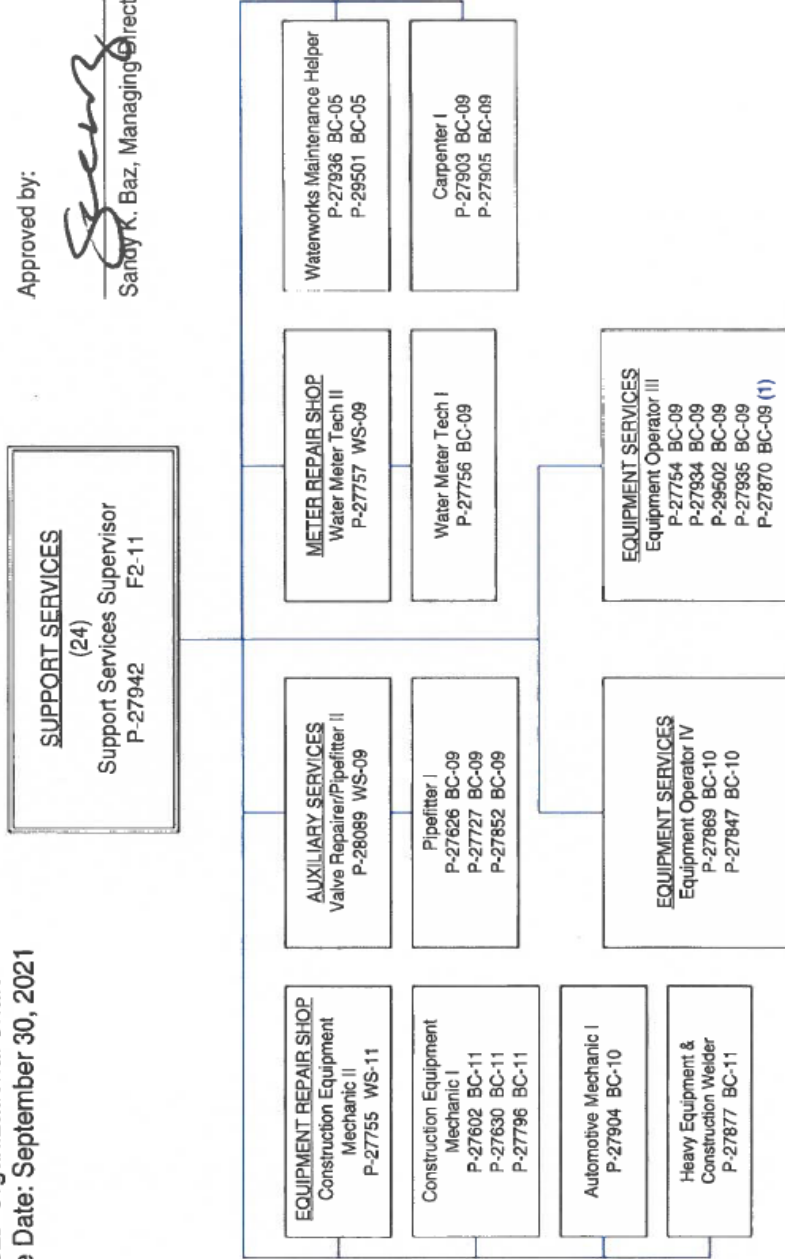 e Date: September 30, 2021
Approved by:
Sandy K. Baz, Managing Direct
SUPPORT SERVICES
(24)
Support Services Supervisor
P-27942 F2-11
EQUIPMENT REPAIR SHOP
Construction Equipment
Mechanic II
P-27755 WS-11
Construction Equipment
Mechanic I
P-27602 BC-11
P-27630 BC-11
P-27796 BC-11
Automotive Mechanic I
P-27904 BC-10
Heavy Equipment &
Construction Welder
P-27877 BC-11
AUXILIARY SERVICES
Valve Repairer/Pipefitter II
P-28089 WS-09
Pipefitter I
P-27626 BC-09
P-27727 BC-09
P-27852 BC-09
EQUIPMENT SERVICES
Equipment Operator IV
P-27869 BC-10
P-27847 BC-10
METER REPAIR SHOP
Water Meter Tech II
P-27757 WS-09
Water Meter Tech I
P-27756 BC-09
EQUIPMENT SERVICES
Equipment Operator III
P-27754 BC-09
P-27934 BC-09
P-29502 BC-09
P-27935 BC-09
P-27870 BC-09 (1)
Waterworks Maintenance Helper
P-27936 BC-05
P-29501 BC-05
Carpenter I
P-27903 BC-09
P-27905 BC-09